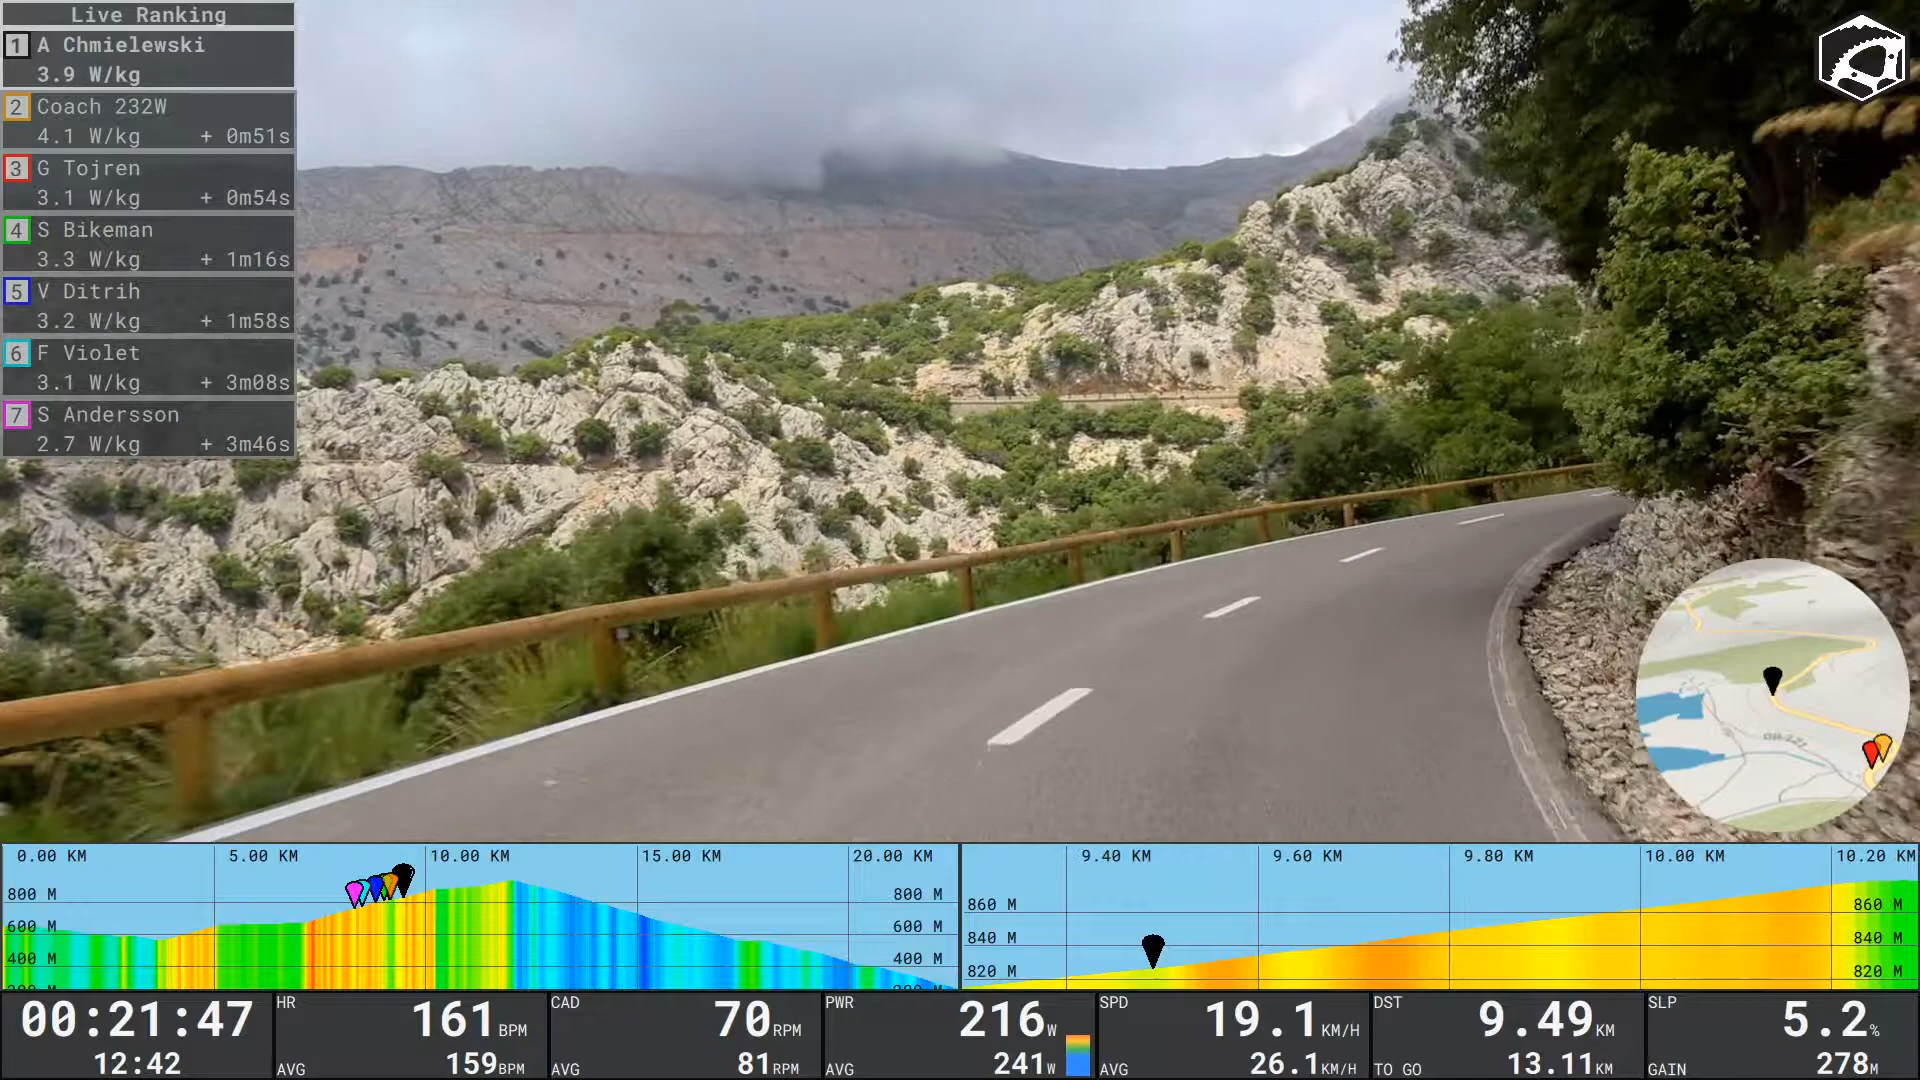 Live Ranking
1 A Chmielewski
3.9 W/kg
2 Coach 232W
4.1 W/kg + 0m51s
3 G Tojren
3.1 W/kg + 0m54s
4 S Bikeman
3.3 W/kg + 1m16s
5 V Ditrih
3.2 W/kg + 1m58s
6 F Violet
3.1 W/kg + 3m08s
7 S Andersson
2.7 W/kg + 3m46s
0.00 KM 5.00 KM 10.00 KM 15.00 KM 20.00 KM
800 M 800 M
600 M 600 M
400 M 400 M
9.40 KM 9.60 KM 9.80 KM 10.00 KM 10.20 KM
860 M 860 M
840 M 840 M
820 M 820 M
00:21:47
12:42
HR 161 BPM
AVG 159 BPM
CAD 70 RPM
AVG 81 RPM
PWR 216 W
AVG 241 W
SPD 19.1 KM/H
AVG 26.1 KM/H
DST 9.49 KM
TO GO 13.11 KM
SLP 5.2 %
GAIN 278 M